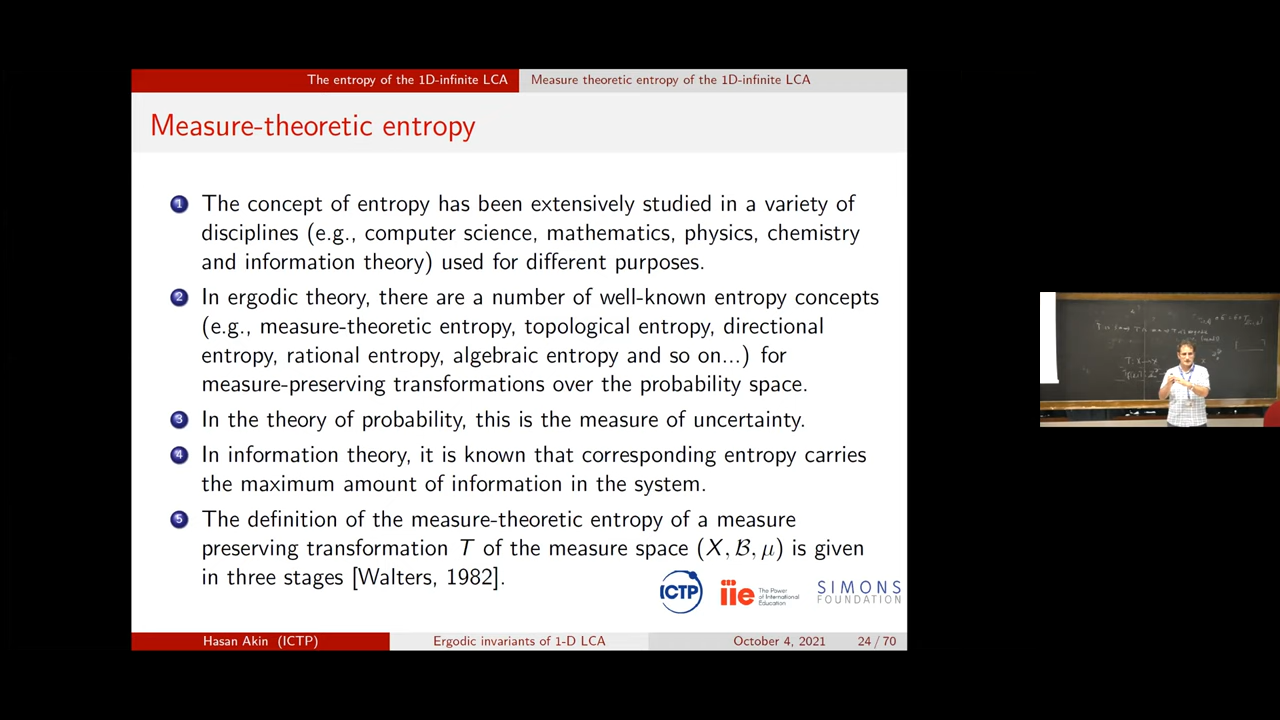 The entropy of the 1D-infinite LCA Measure theoretic entropy of the 1D-infinite LCA
Measure-theoretic entropy
1 The concept of entropy has been extensively studied in a variety of
disciplines (e.g., computer science, mathematics, physics, chemistry
and information theory) used for different purposes.
2 In ergodic theory, there are a number of well-known entropy concepts
(e.g., measure-theoretic entropy, topological entropy, directional
entropy, rational entropy, algebraic entropy and so on...) for
measure-preserving transformations over the probability space.
3 In the theory of probability, this is the measure of uncertainty.
4 In information theory, it is known that corresponding entropy carries
the maximum amount of information in the system.
5 The definition of the measure-theoretic entropy of a measure
preserving transformation T of the measure space (X, ℬ, μ) is given
in three stages [Walters, 1982].
ICTP
iie The Power
of International
Education
SIMONS
FOUNDATION
Hasan Akin (ICTP) Ergodic invariants of 1-D LCA October 4, 2021 24 / 70